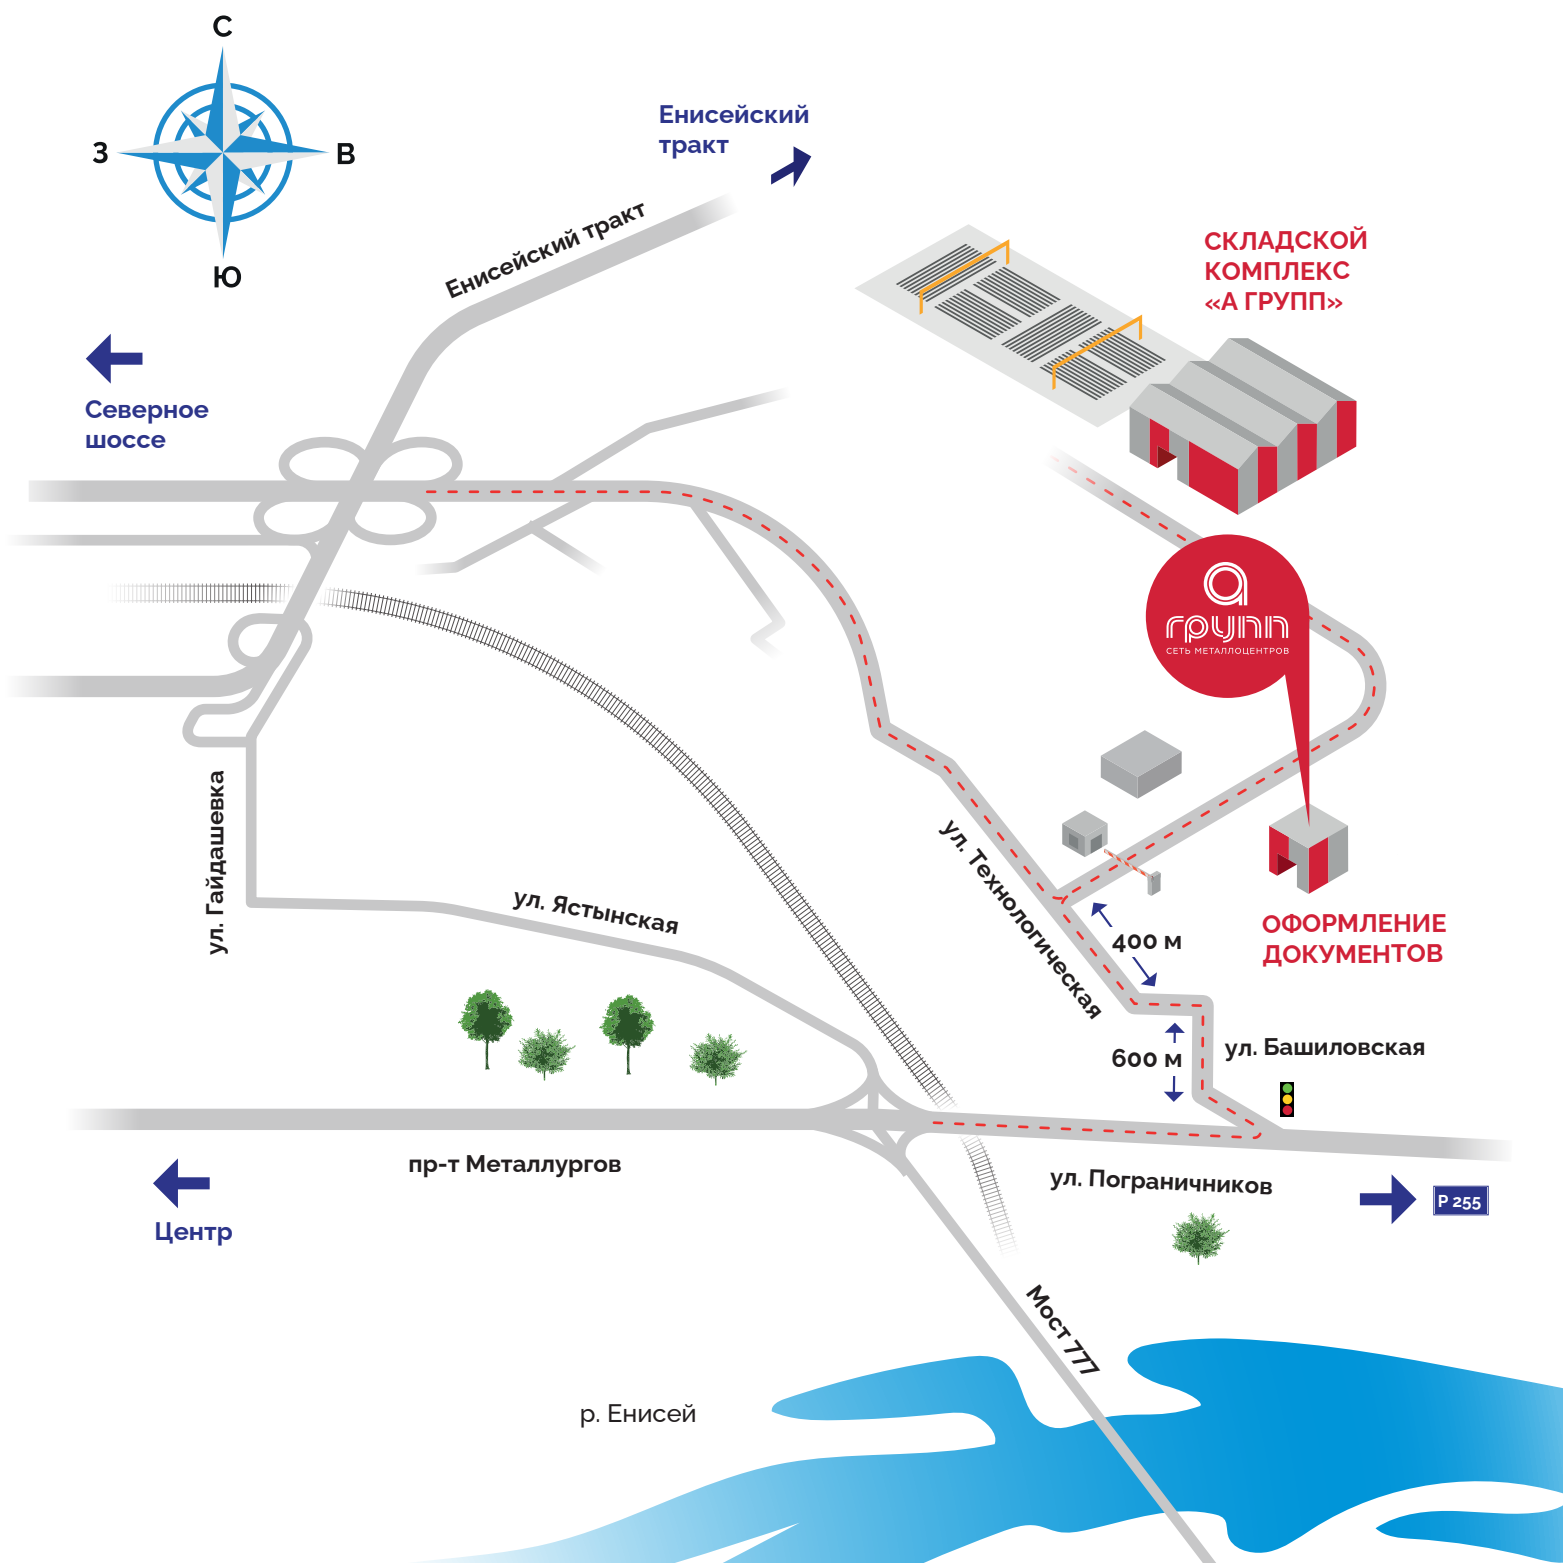 С
З
В
Ю
Енисейский
тракт
Енисейский тракт
СКЛАДСКОЙ
КОМПЛЕКС
«А ГРУПП»
Северное
шоссе
а
групп
СЕТЬ МЕТАЛЛОЦЕНТРОВ
ул. Гайдашевка
ул. Технологическая
ул. Ястынская
ОФОРМЛЕНИЕ
ДОКУМЕНТОВ
400 м
600 м
ул. Башиловская
пр-т Металлургов
ул. Пограничников
Р 255
Центр
Мост 777
р. Енисей